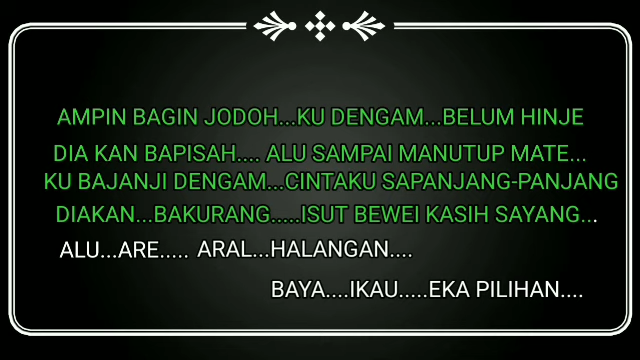 AMPIN BAGIN JODOH...KU DENGAM...BELUM HINJE
DIA KAN BAPISAH.... ALU SAMPAI MANUTUP MATE...
KU BAJANJI DENGAM...CINTAKU SAPANJANG-PANJANG
DIAKAN...BAKURANG.....ISUT BEWEI KASIH SAYANG...
ALU...ARE..... ARAL...HALANGAN....
BAYA....IKAU.....EKA PILIHAN....